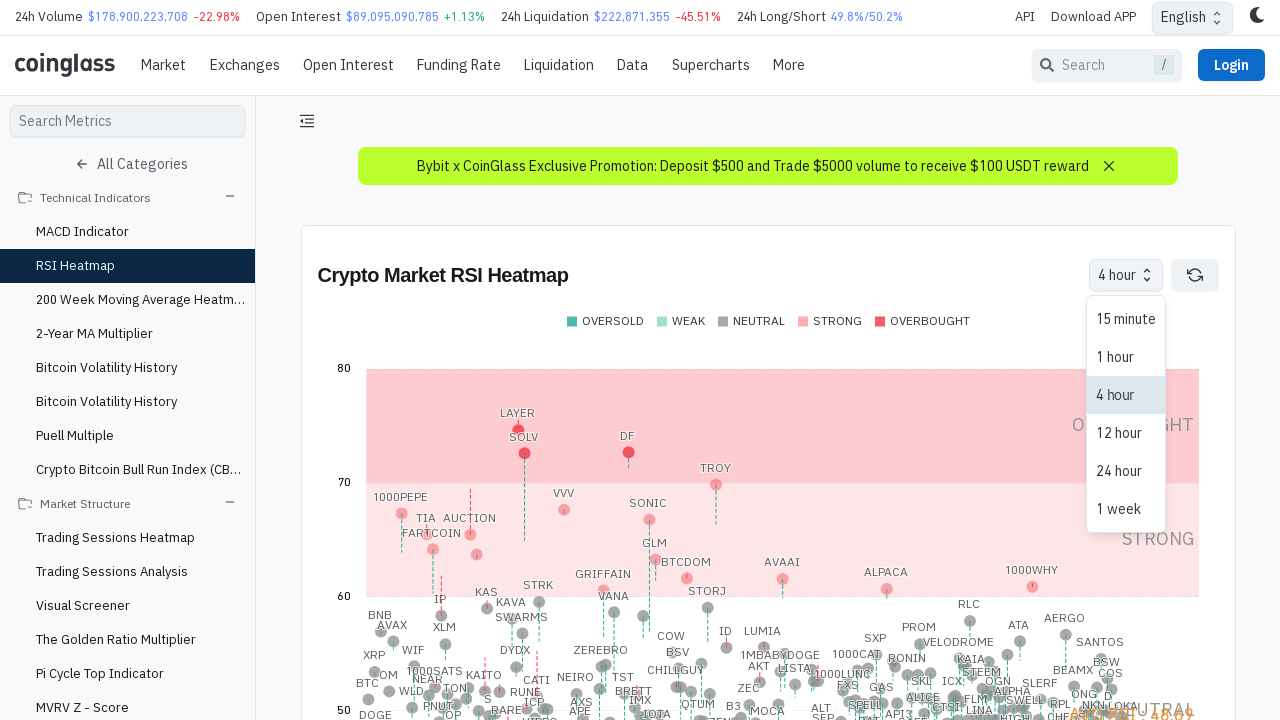 24h Volume $178,900,223,708 -22.98% Open Interest $89,095,090,785 +1.13% 24h Liquidation $222,871,355 -45.51% 24h Long/Short 49.8%/50.2% API Download APP English
coinglass Market Exchanges Open Interest Funding Rate Liquidation Data Supercharts More Search / Login
Search Metrics
All Categories
Technical Indicators
MACD Indicator
RSI Heatmap
200 Week Moving Average Heatm...
2-Year MA Multiplier
Bitcoin Volatility History
Bitcoin Volatility History
Puell Multiple
Crypto Bitcoin Bull Run Index (CB...
Market Structure
Trading Sessions Heatmap
Trading Sessions Analysis
Visual Screener
The Golden Ratio Multiplier
Pi Cycle Top Indicator
MVRV Z - Score
Bybit x CoinGlass Exclusive Promotion: Deposit $500 and Trade $5000 volume to receive $100 USDT reward
Crypto Market RSI Heatmap 4 hour
15 minute
1 hour
4 hour
12 hour
24 hour
1 week
OVERSOLD WEAK NEUTRAL STRONG OVERBOUGHT
80
LAYER
SOLV DF
TROY
70
1000PEPE VVV
SONIC
TIA AUCTION
FARTCOIN
GLM
STRONG
BTCDOM AVAAI
GRIFFAIN ALPACA 1000WHY
60
KAS STRK STORJ
IP KAVA VANA RLC
BNB SWARMS AERGO
AVAX XLM ID LUMIA PROM ATA
COW SXP VELODROME SANTOS
XRP WIF DYDX ZEREBRO BSV 1MBABYDOGE 1000CAT RONIN KAIA BSW
1000SATS KAITO CATI NEIRO TST CHILLGUY AKT LISTA 1000LUNC STEEM BEAMX COS
BTC NEAR TON ZEC FXS GAS SKL ICX OGN SLERF
WLD S RUNE BRETT ALICE ALPHA ONG D
PNUT ICP AXS IMX QTUM B3 SPELL CTSI FLM SWELL RPL NKN LOKA
50
DOGE OP RARE APE IOTA MOCA ALT API3 LINA NEUTRAL
SEP HIGH